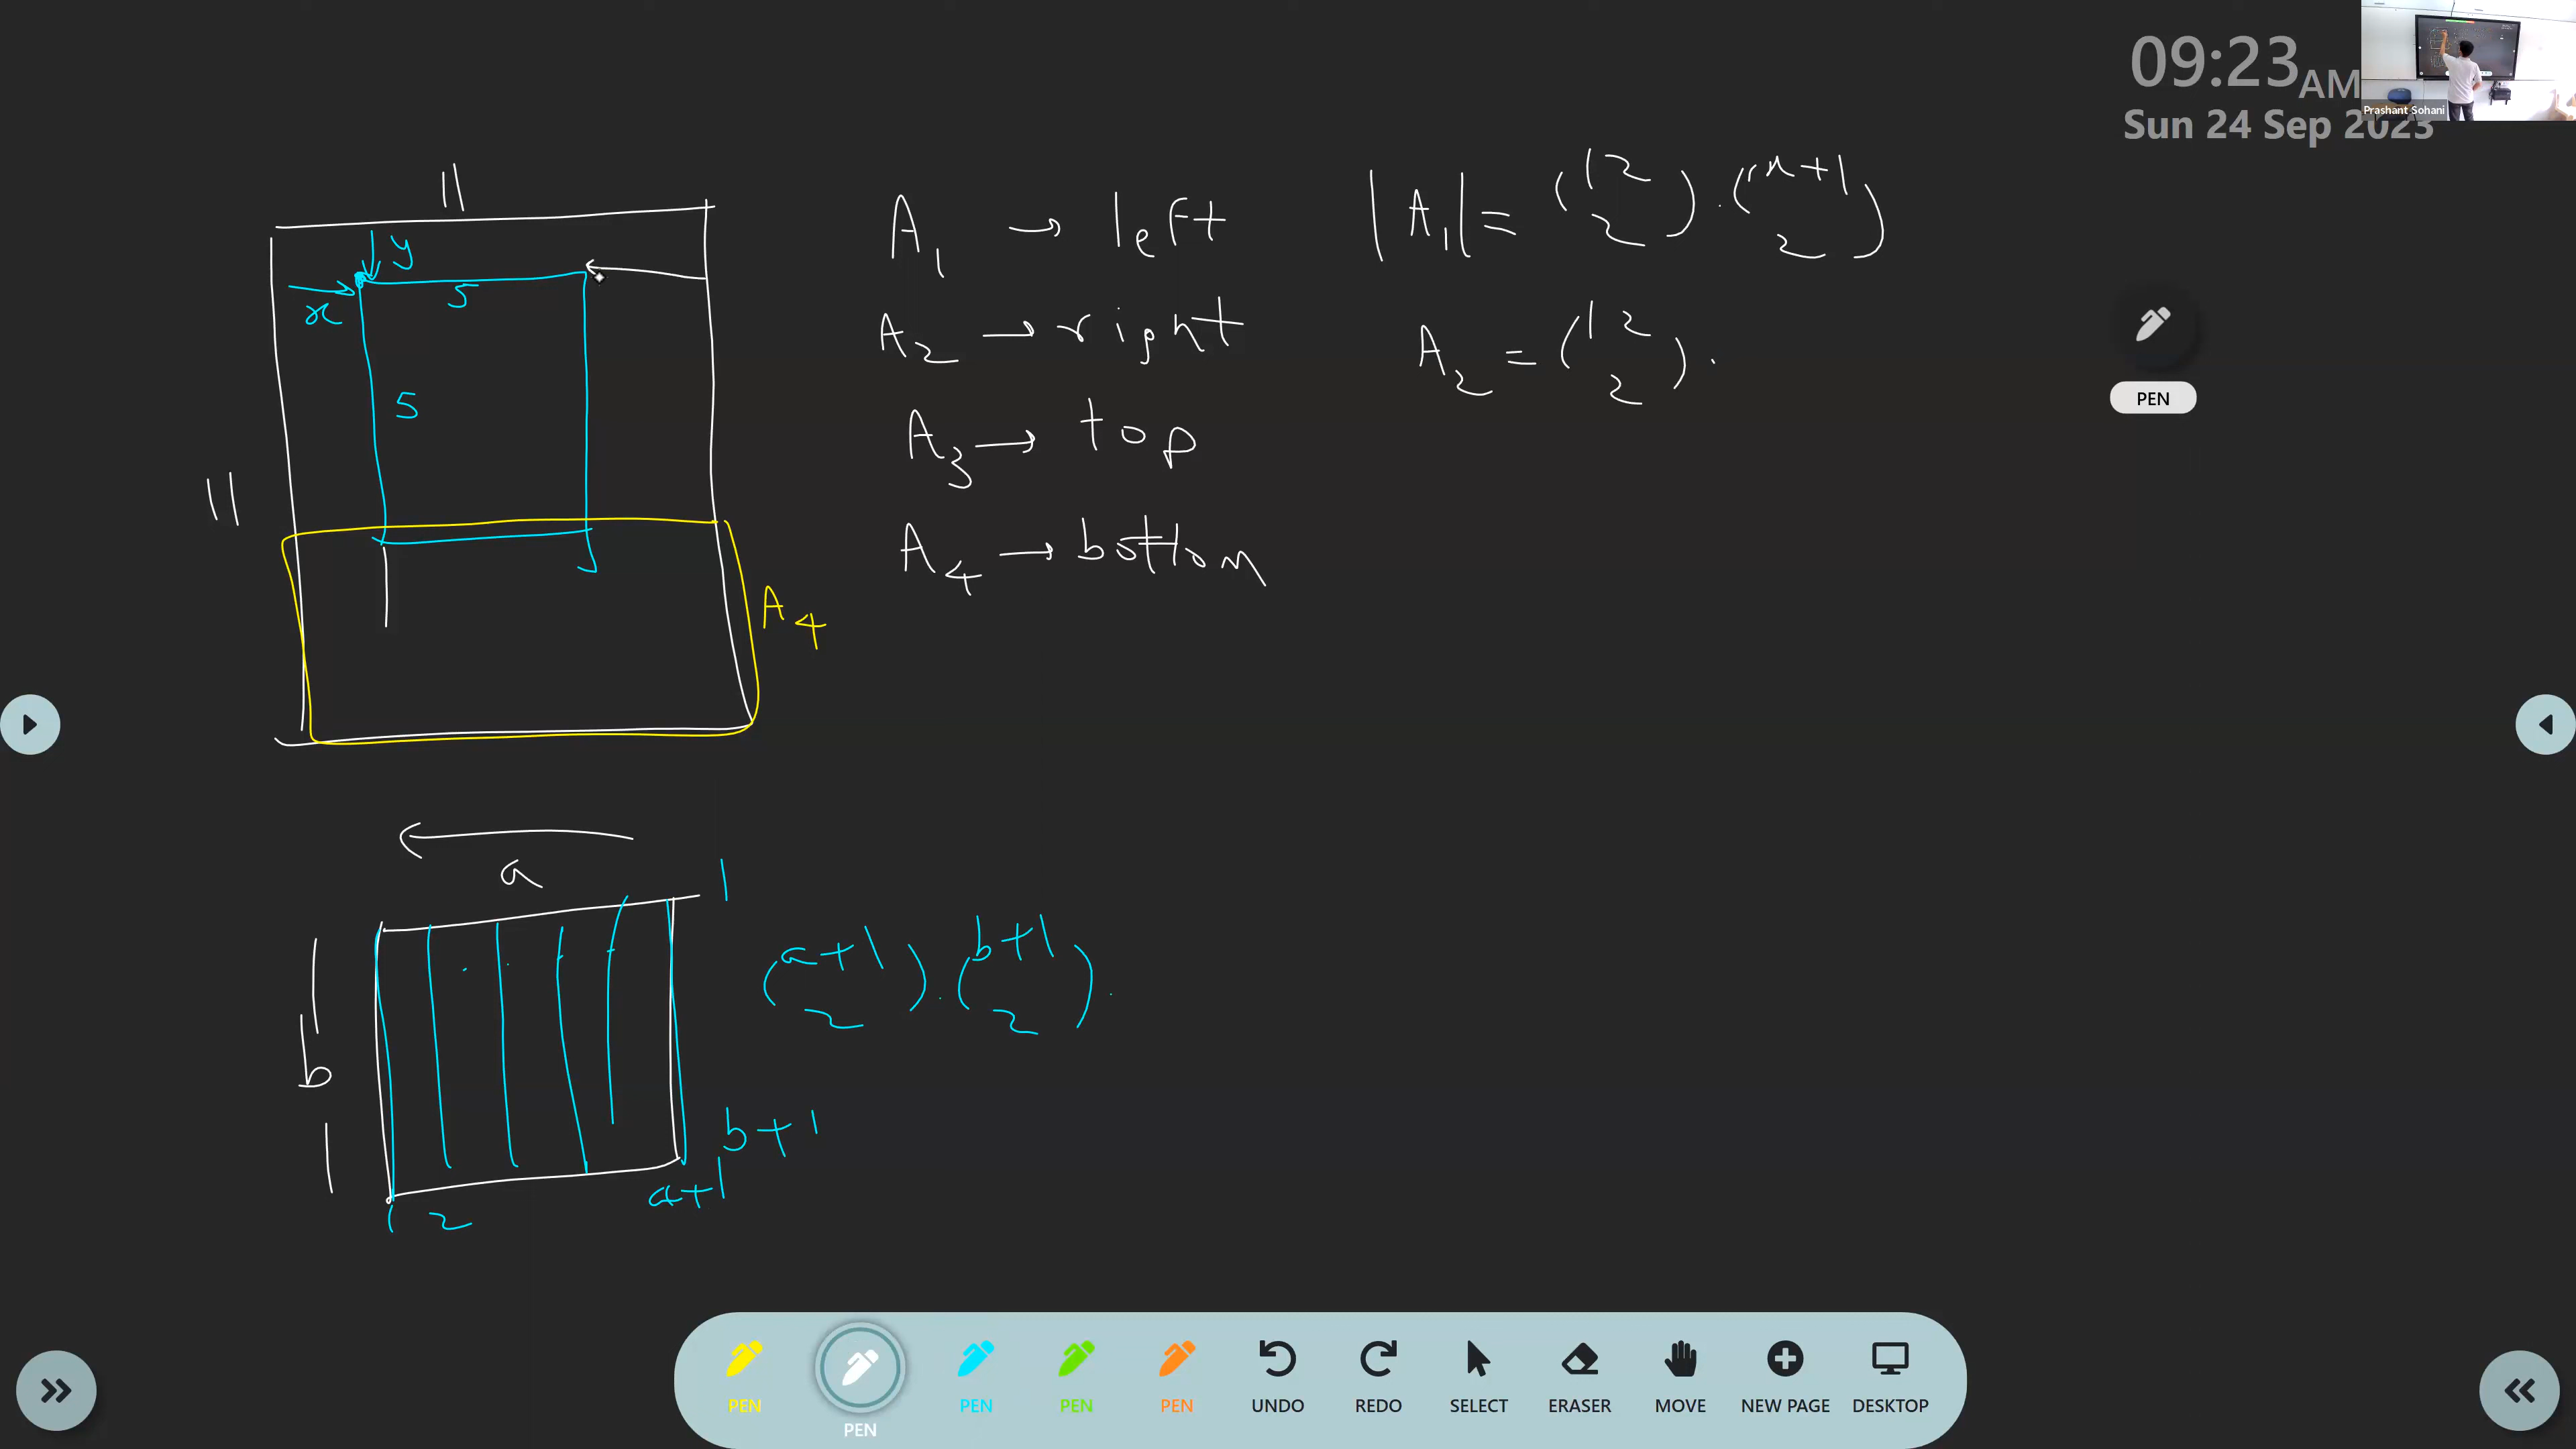 09:23 AM
Sun 24 Sep 2023
Prashant Sohani
PEN
11
y
x
5
5
11
A4
A1 → left
A2 → right
A3 → top
A4 → bottom
|A1| = (12 2) . (x+1 2)
A2 = (12 2) .
a
1
b
(a+1 2) . (b+1 2) .
b+1
a+1
1 2
PEN
PEN
PEN
PEN
PEN
UNDO
REDO
SELECT
ERASER
MOVE
NEW PAGE
DESKTOP